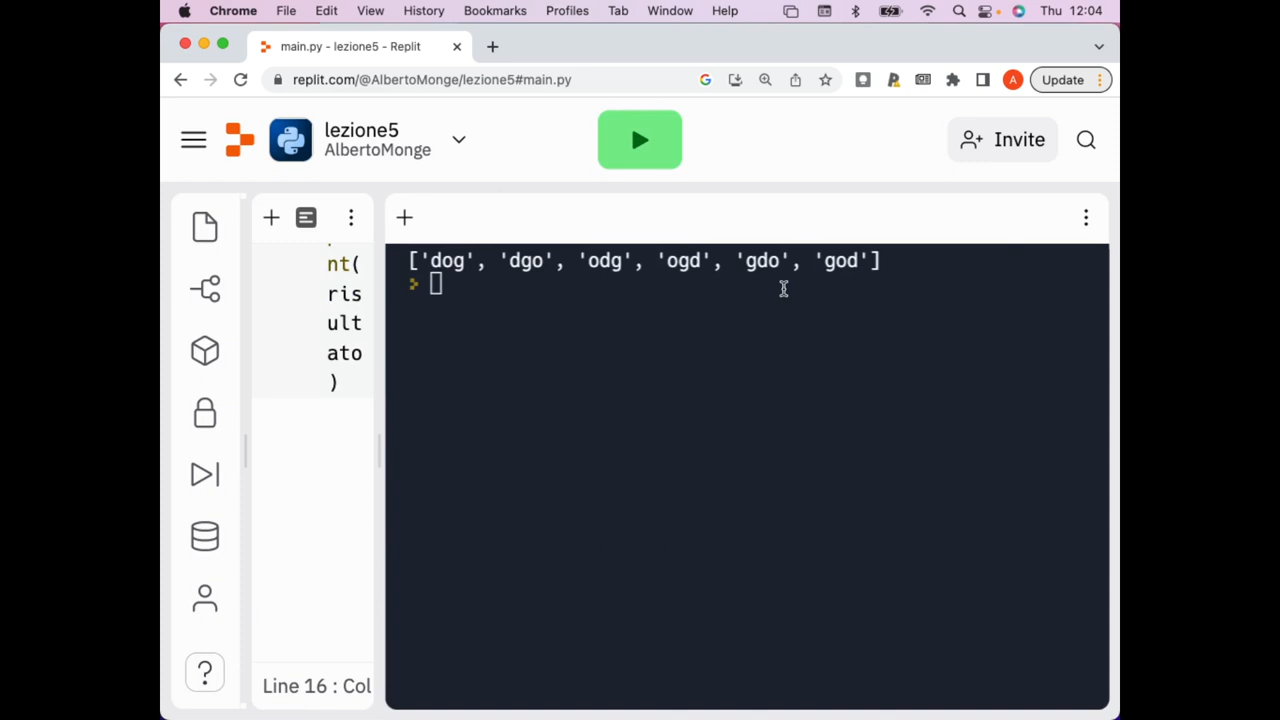 Chrome File Edit View History Bookmarks Profiles Tab Window Help Thu 12:04
main.py - lezione5 - Replit
replit.com/@AlbertoMonge/lezione5#main.py A Update
lezione5
AlbertoMonge
Invite
['dog', 'dgo', 'odg', 'ogd', 'gdo', 'god']
nt(
ris
ult
ato
)
Line 16 : Col